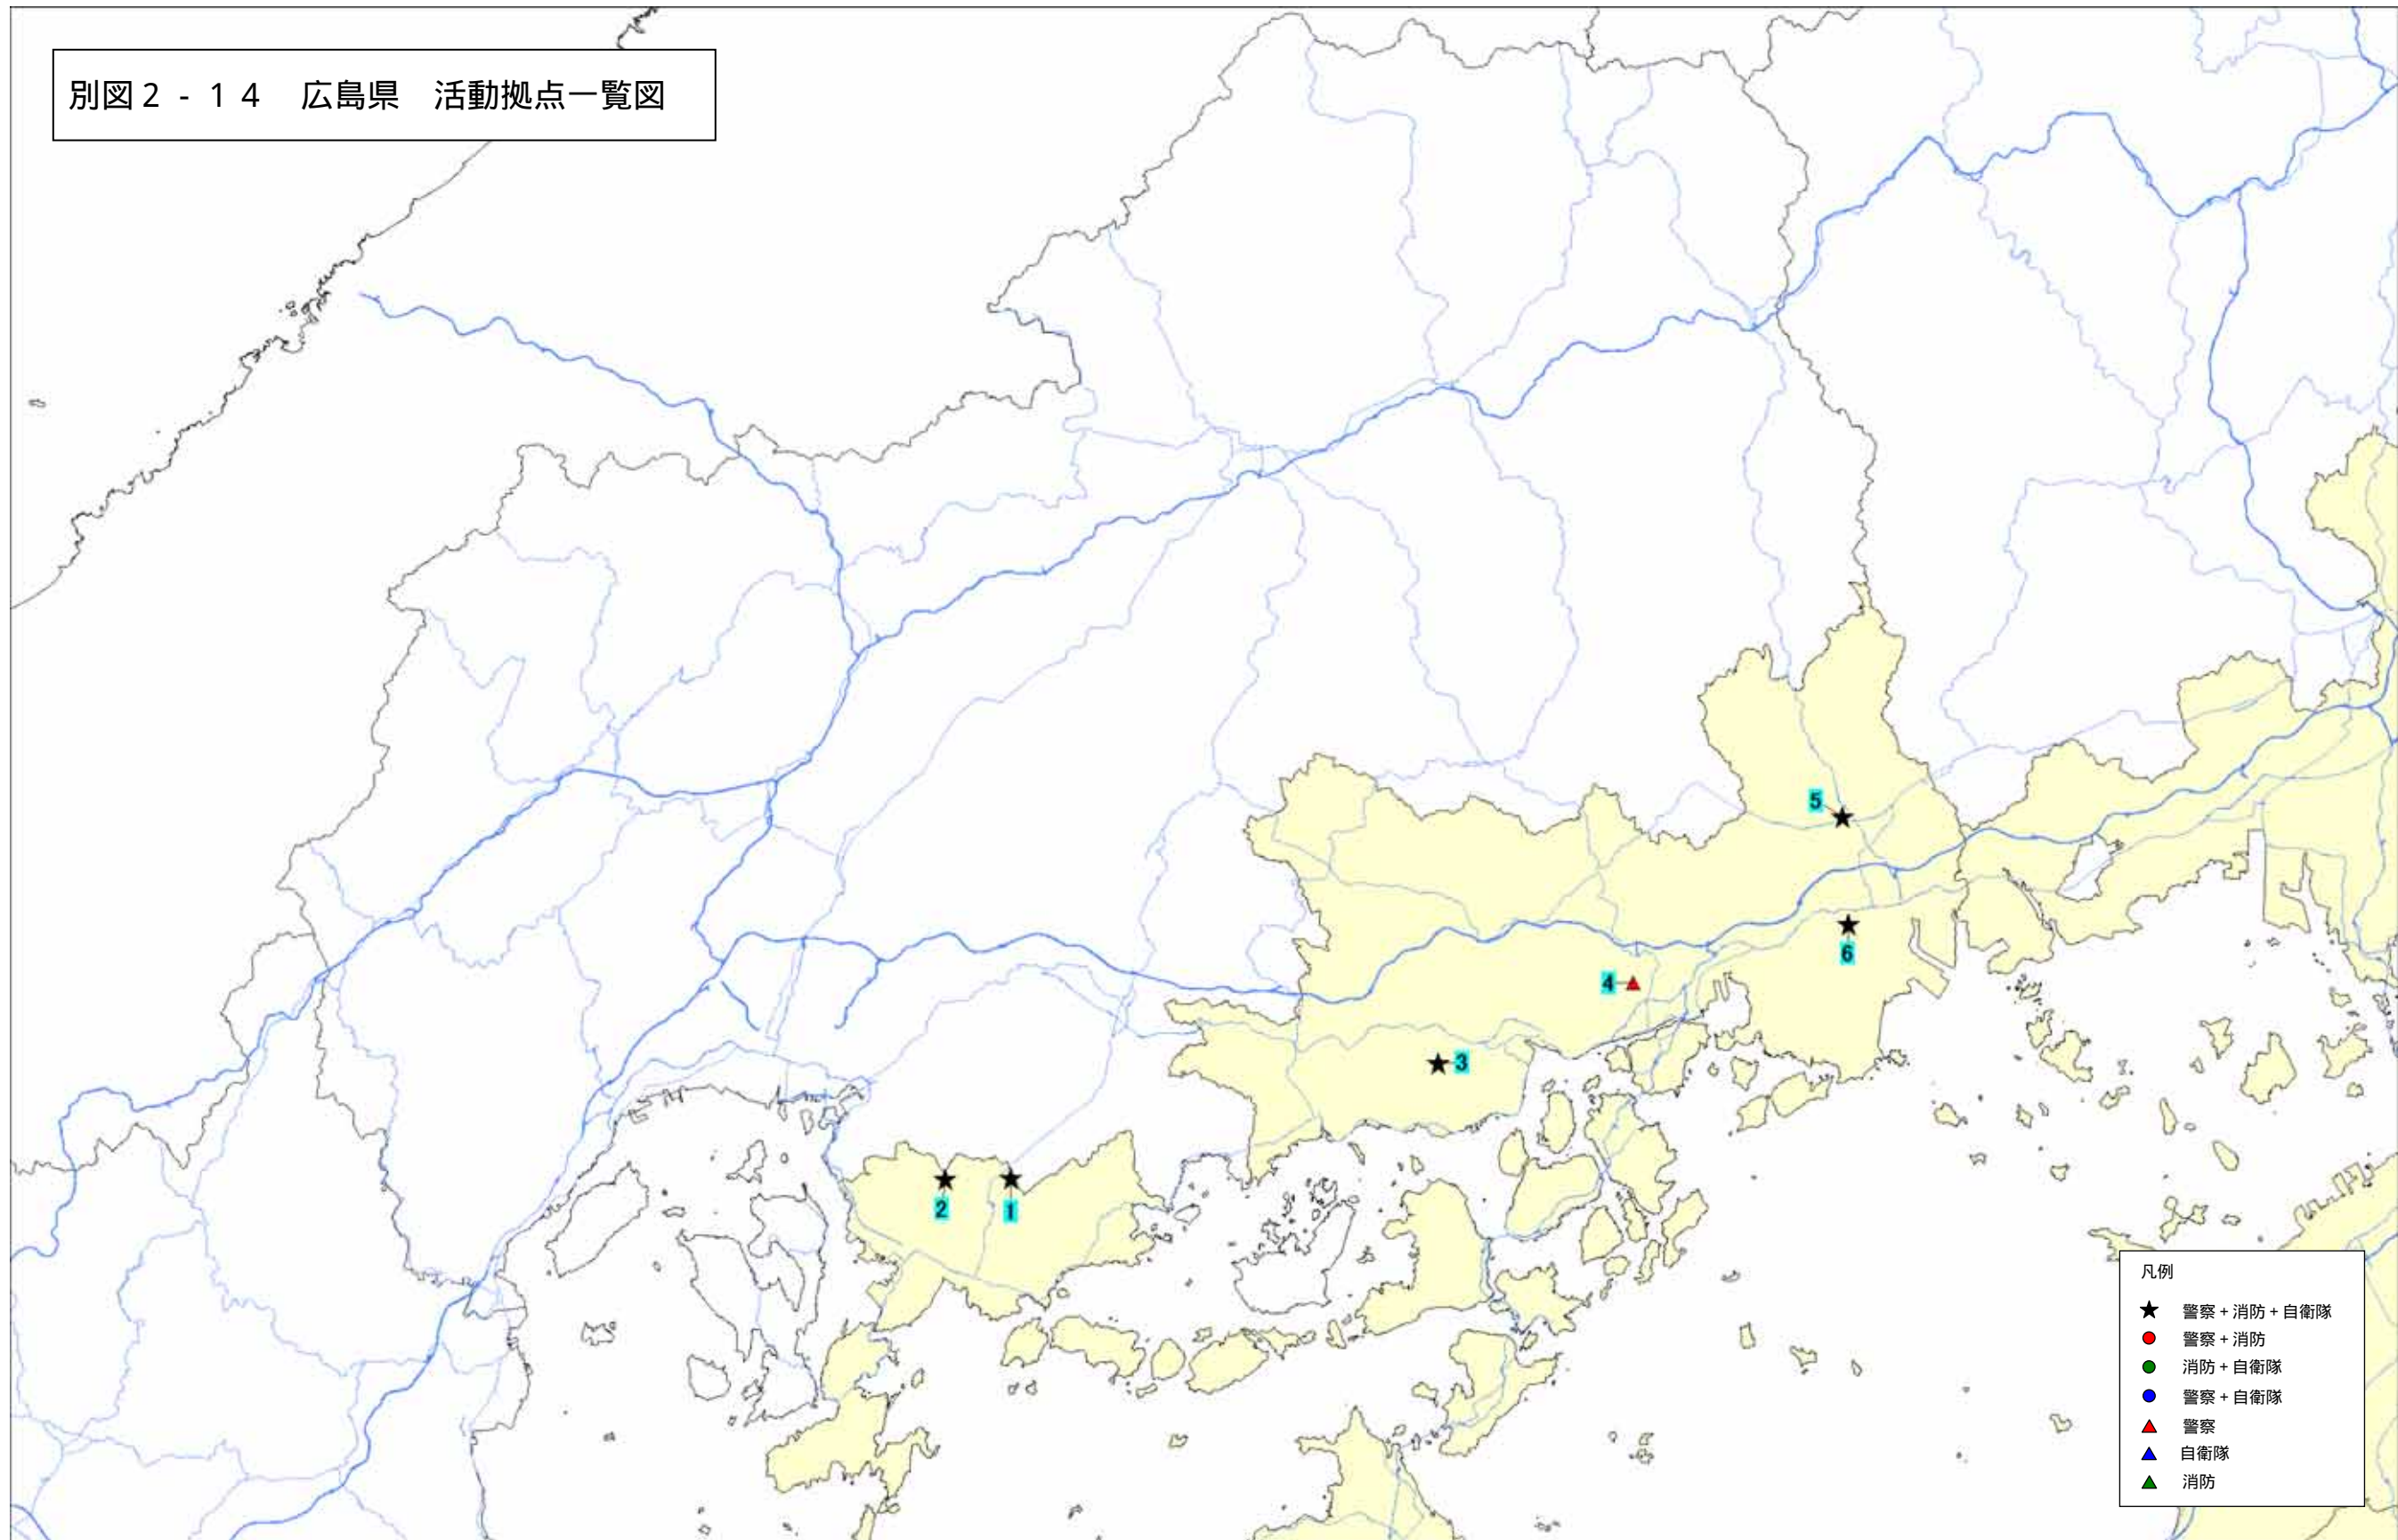 別図2-14 広島県 活動拠点一覧図
5
6
4
3
2
1
凡例
警察+消防+自衛隊
警察+消防
消防+自衛隊
警察+自衛隊
警察
自衛隊
消防